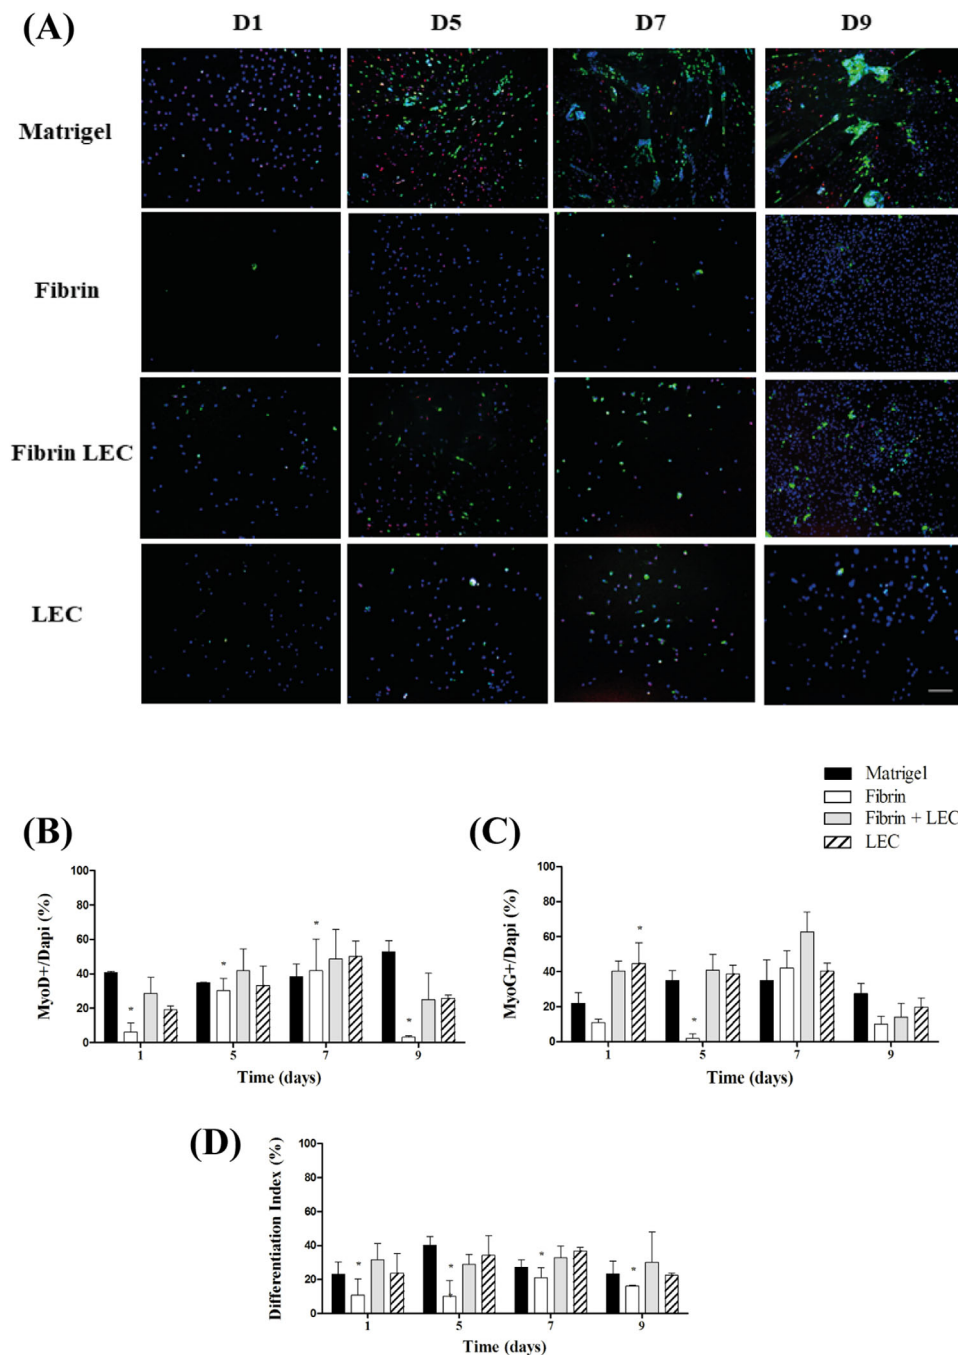 (A)
D1 D5 D7 D9
Matrigel
Fibrin
Fibrin LEC
LEC
Matrigel
Fibrin
Fibrin + LEC
LEC
(B)
MyoD+/Dapi (%)
100
80
60
40
20
0
* * * *
1 5 7 9
Time (days)
(C)
MyoG+/Dapi (%)
100
80
60
40
20
0
* *
1 5 7 9
Time (days)
(D)
Differentiation Index (%)
100
80
60
40
20
0
* * * *
1 5 7 9
Time (days)